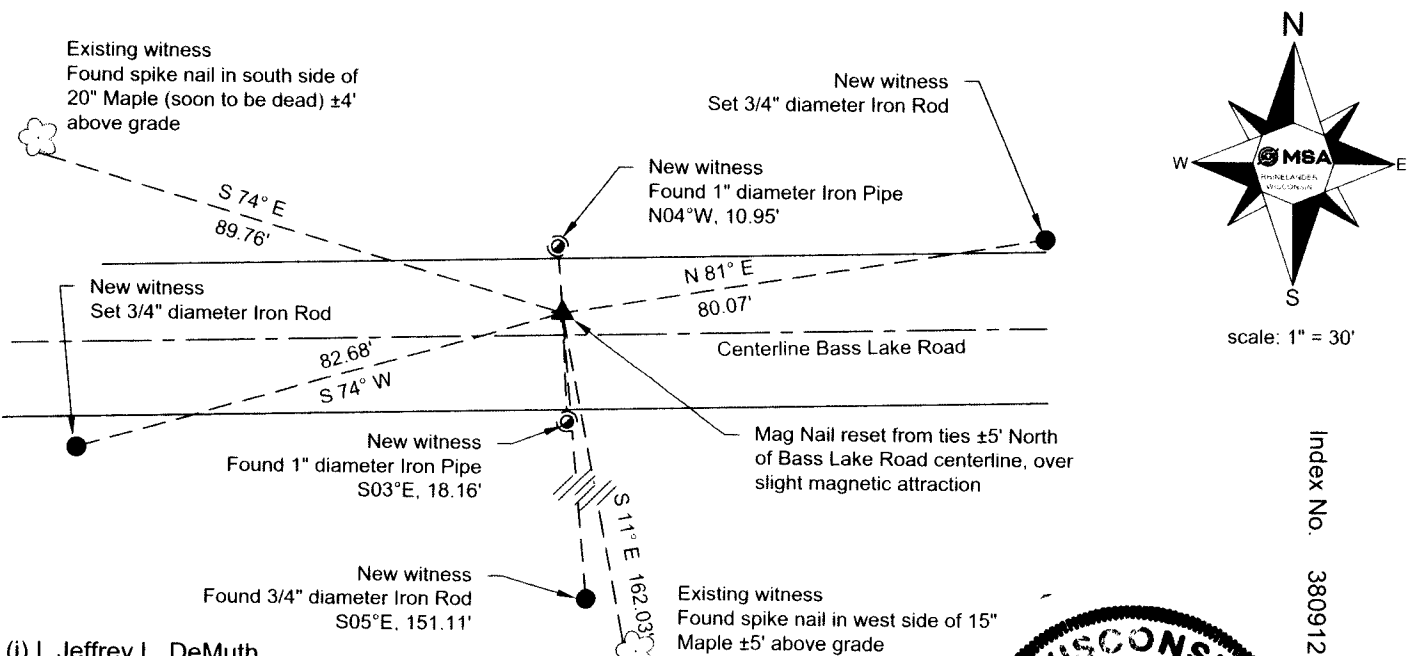 Existing witness
Found spike nail in south side of
20" Maple (soon to be dead) ±4'
above grade
New witness
Set 3/4" diameter Iron Rod
N
W
MSA
RHINELANDER
WISCONSIN
E
S
scale: 1" = 30'
New witness
Found 1" diameter Iron Pipe
N04°W, 10.95'
S 74° E
89.76'
N 81° E
80.07'
New witness
Set 3/4" diameter Iron Rod
82.68'
S 74° W
Centerline Bass Lake Road
New witness
Found 1" diameter Iron Pipe
S03°E, 18.16'
Mag Nail reset from ties ±5' North
of Bass Lake Road centerline, over
slight magnetic attraction
S 11° E 162.03'
New witness
Found 3/4" diameter Iron Rod
S05°E, 151.11'
Existing witness
Found spike nail in west side of 15"
Maple ±5' above grade
Index No. 380912
(i) I, Jeffrey L. DeMuth